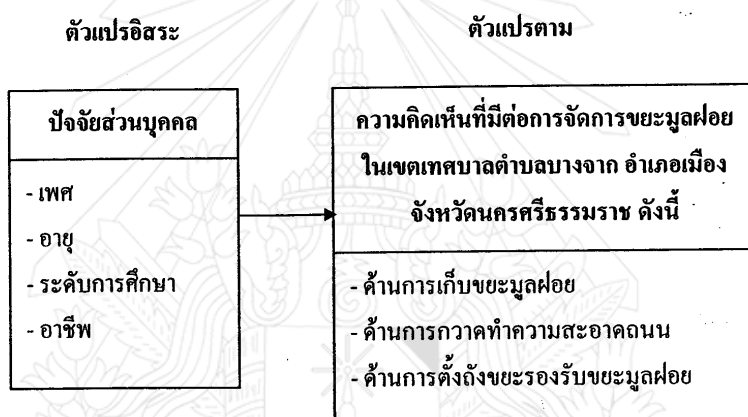 ตัวแปรอิสระ
ตัวแปรตาม
ปัจจัยส่วนบุคคล
- เพศ
- อายุ
- ระดับการศึกษา
- อาชีพ
ความคิดเห็นที่มีต่อการจัดการขยะมูลฝอย
ในเขตเทศบาลตำบลบางจาก อำเภอเมือง
จังหวัดนครศรีธรรมราช ดังนี้
- ด้านการเก็บขยะมูลฝอย
- ด้านการกวาดทำความสะอาดถนน
- ด้านการตั้งถังขยะรองรับขยะมูลฝอย